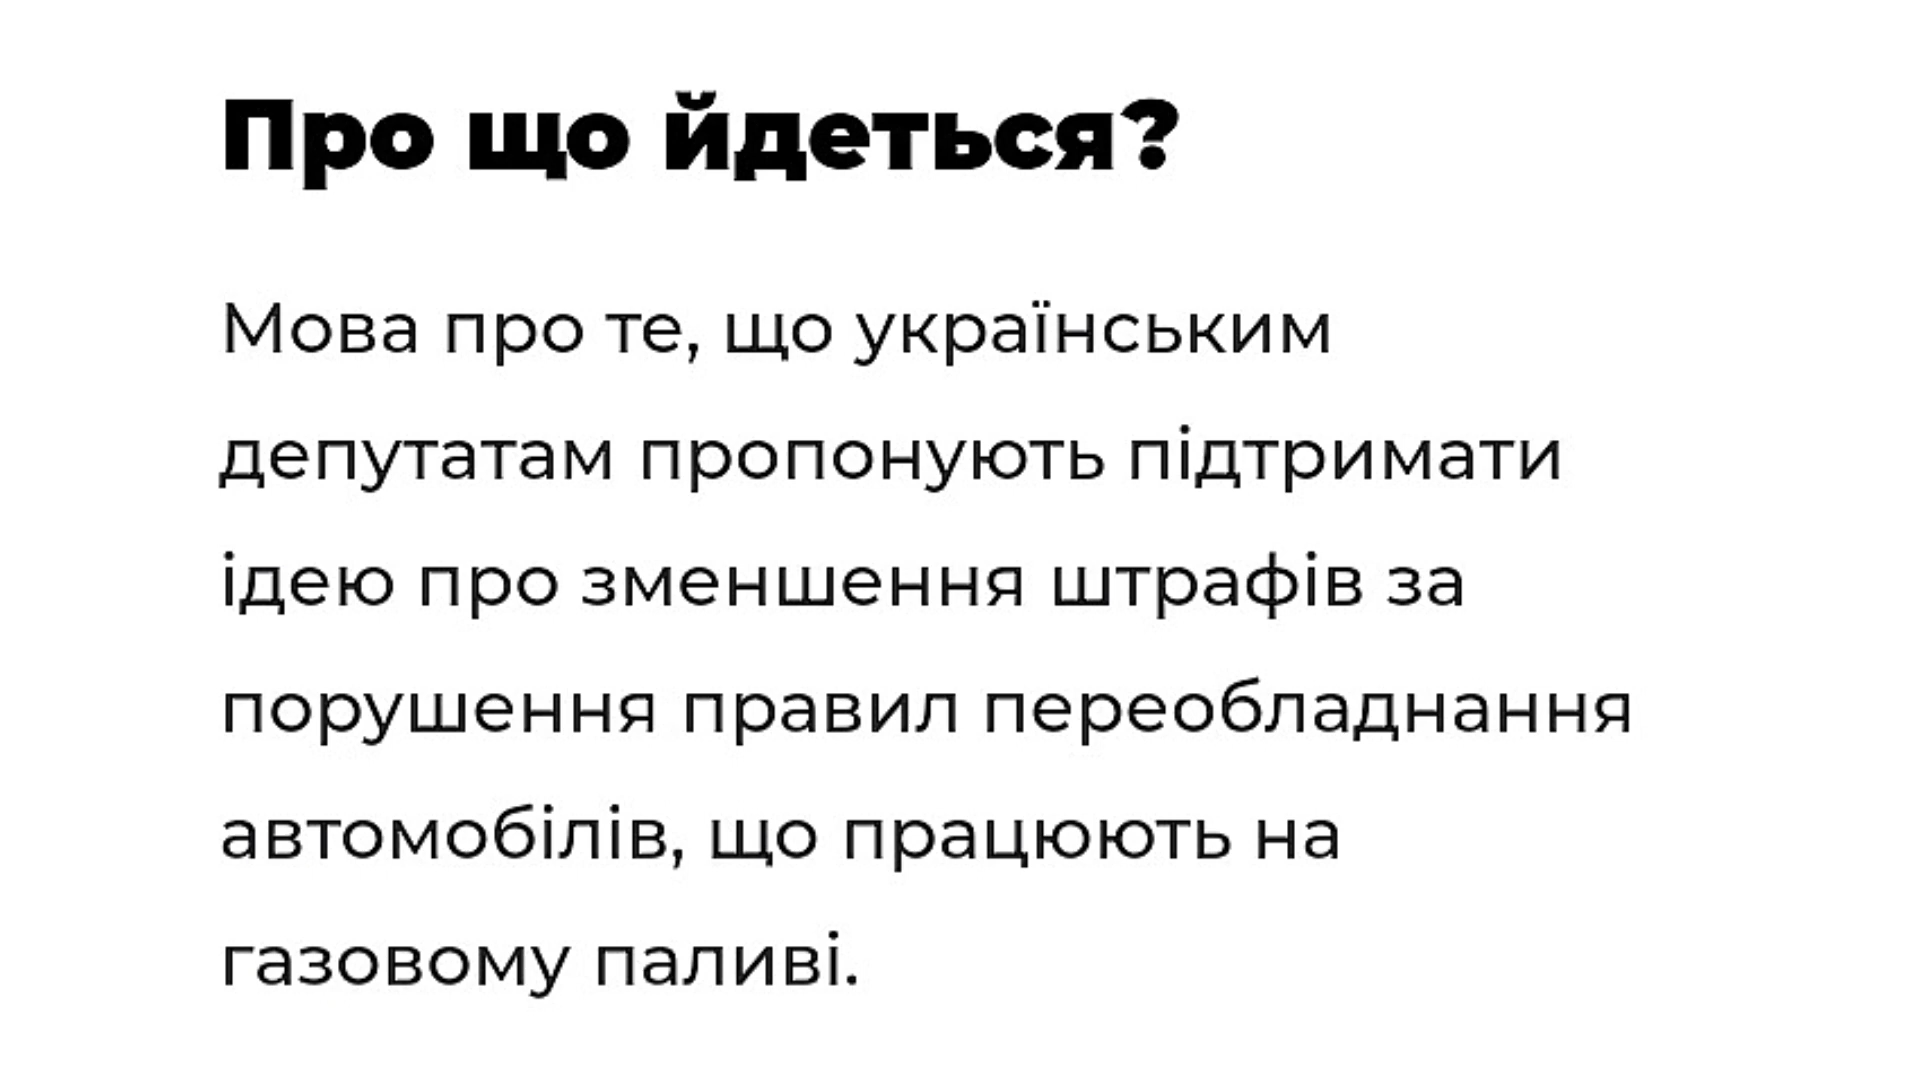 Про що йдеться?
Мова про те, що українським
депутатам пропонують підтримати
ідею про зменшення штрафів за
порушення правил переобладнання
автомобілів, що працюють на
газовому паливі.